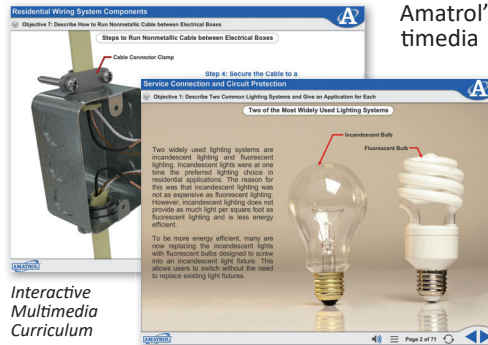 Residential Wiring System Components
Objective 7: Describe How to Run Nonmetallic Cable between Electrical Boxes
Steps to Run Nonmetallic Cable between Electrical Boxes
Cable Connector Clamp
Step 4: Secure the Cable to a
AMATROL
Amatrol’
timedia
Service Connection and Circuit Protection
Objective 1: Describe Two Common Lighting Systems and Give an Application for Each
Two of the Most Widely Used Lighting Systems
Incandescent Bulb
Fluorescent Bulb
Two widely used lighting systems are
incandescent lighting and fluorescent
lighting. Incandescent lights were at one
time the preferred lighting choice in
residential applications. The reason for
this was that incandescent lighting was
not as expensive as fluorescent lighting.
However, incandescent lighting does not
provide as much light per square foot as
fluorescent lighting and is less energy
efficient.
To be more energy efficient, many are
now replacing the incandescent lights
with fluorescent bulbs designed to screw
into an incandescent light fixture. This
allows users to switch without the need
to replace existing light fixtures.
AMATROL
Page 2 of 71
Interactive
Multimedia
Curriculum